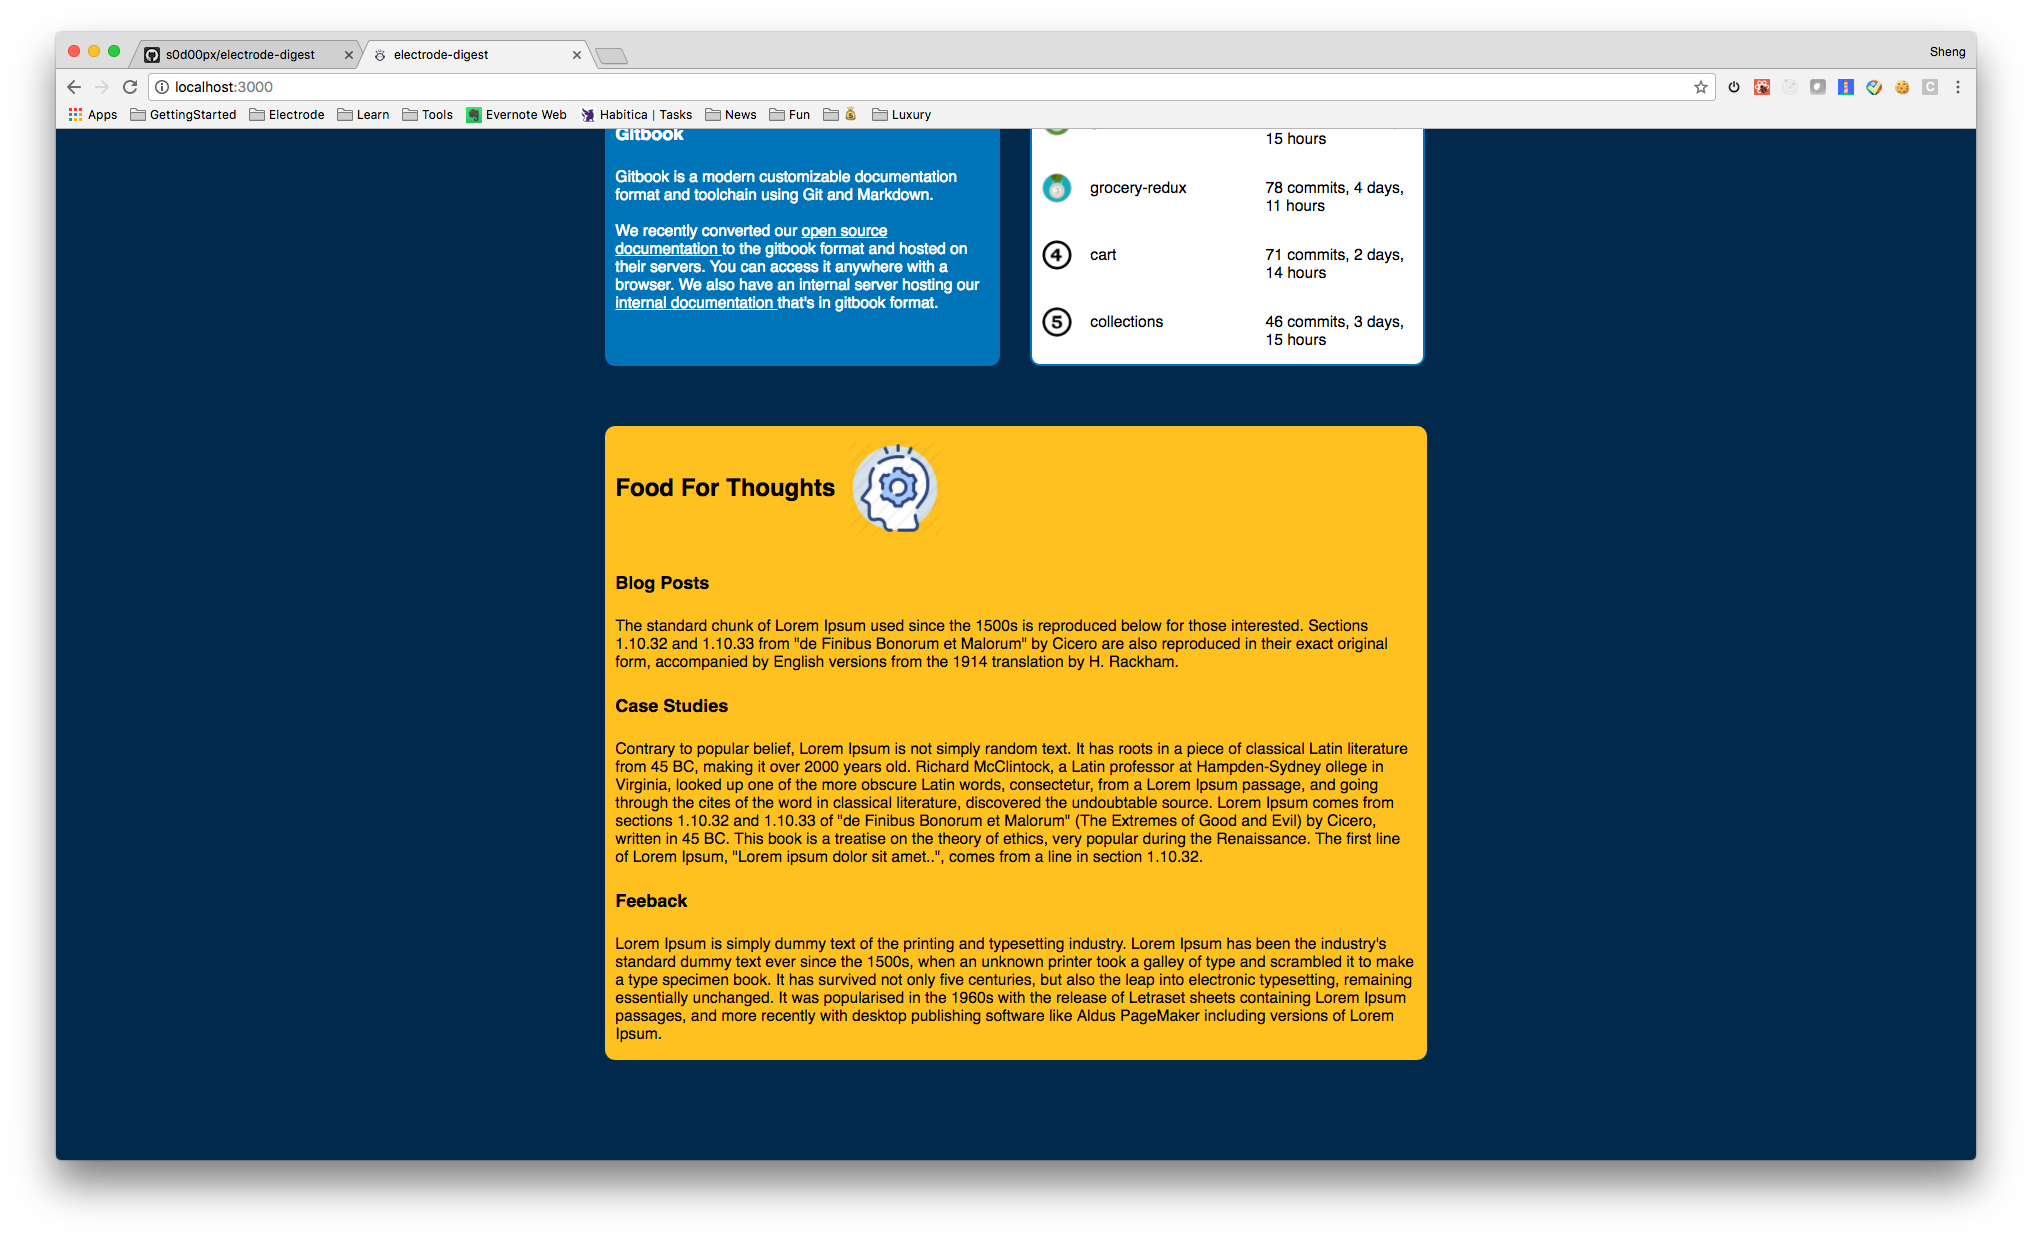 s0d00px/electrode-digest
electrode-digest
Sheng
localhost:3000
Apps
GettingStarted
Electrode
Learn
Tools
Evernote Web
Habitica | Tasks
News
Fun
Luxury
Gitbook
Gitbook is a modern customizable documentation
format and toolchain using Git and Markdown.
We recently converted our open source
documentation to the gitbook format and hosted on
their servers. You can access it anywhere with a
browser. We also have an internal server hosting our
internal documentation that's in gitbook format.
15 hours
grocery-redux
78 commits, 4 days,
11 hours
4
cart
71 commits, 2 days,
14 hours
5
collections
46 commits, 3 days,
15 hours
Food For Thoughts
Blog Posts
The standard chunk of Lorem Ipsum used since the 1500s is reproduced below for those interested. Sections
1.10.32 and 1.10.33 from "de Finibus Bonorum et Malorum" by Cicero are also reproduced in their exact original
form, accompanied by English versions from the 1914 translation by H. Rackham.
Case Studies
Contrary to popular belief, Lorem Ipsum is not simply random text. It has roots in a piece of classical Latin literature
from 45 BC, making it over 2000 years old. Richard McClintock, a Latin professor at Hampden-Sydney ollege in
Virginia, looked up one of the more obscure Latin words, consectetur, from a Lorem Ipsum passage, and going
through the cites of the word in classical literature, discovered the undoubtable source. Lorem Ipsum comes from
sections 1.10.32 and 1.10.33 of "de Finibus Bonorum et Malorum" (The Extremes of Good and Evil) by Cicero,
written in 45 BC. This book is a treatise on the theory of ethics, very popular during the Renaissance. The first line
of Lorem Ipsum, "Lorem ipsum dolor sit amet..", comes from a line in section 1.10.32.
Feeback
Lorem Ipsum is simply dummy text of the printing and typesetting industry. Lorem Ipsum has been the industry's
standard dummy text ever since the 1500s, when an unknown printer took a galley of type and scrambled it to make
a type specimen book. It has survived not only five centuries, but also the leap into electronic typesetting, remaining
essentially unchanged. It was popularised in the 1960s with the release of Letraset sheets containing Lorem Ipsum
passages, and more recently with desktop publishing software like Aldus PageMaker including versions of Lorem
Ipsum.